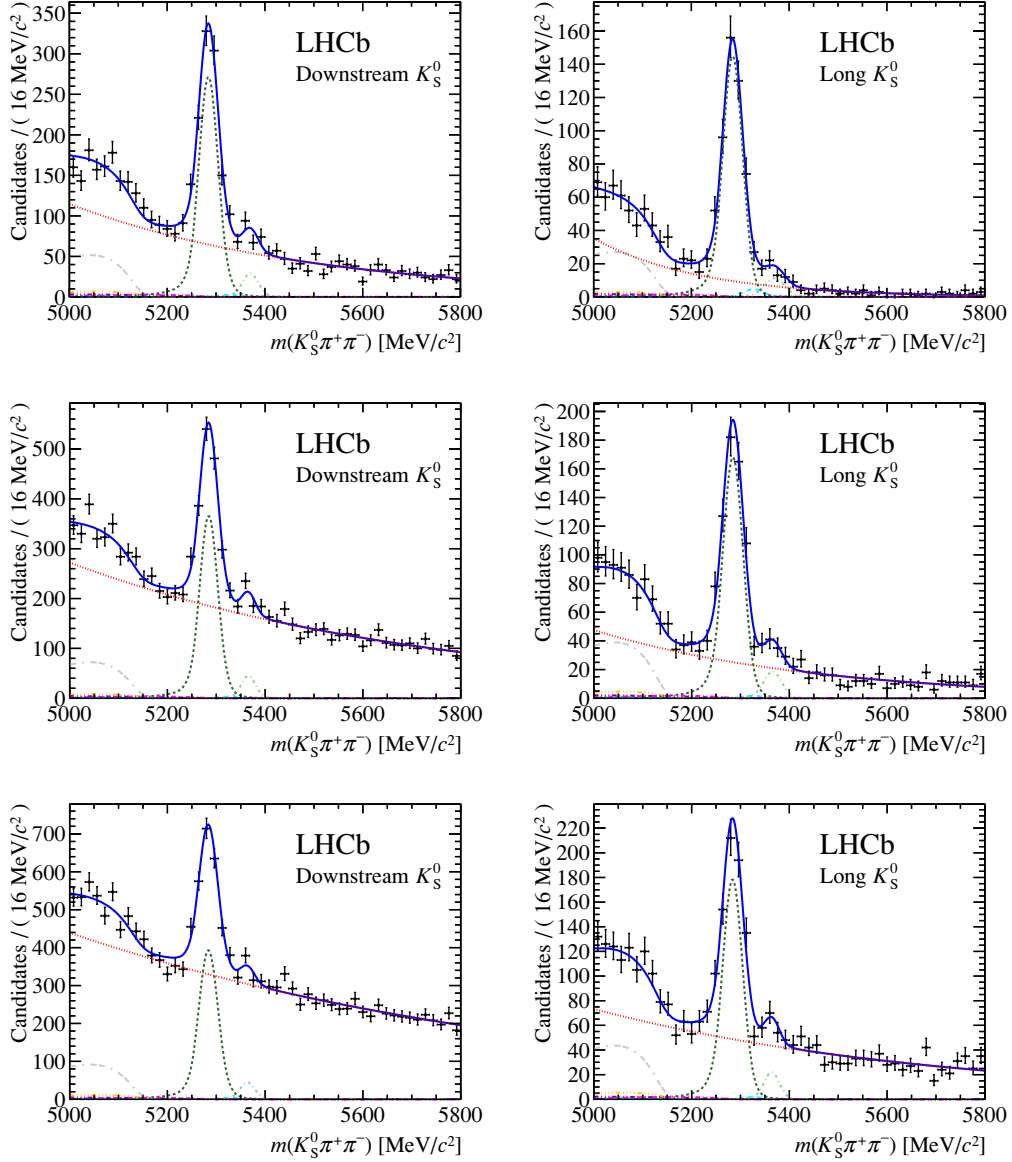 Candidates / ( 16 MeV/c² )
350
300
250
200
150
100
50
0
LHCb
Downstream K⁰S
5000 5200 5400 5600 5800
m(K⁰Sπ⁺π⁻) [MeV/c²]
Candidates / ( 16 MeV/c² )
160
140
120
100
80
60
40
20
0
LHCb
Long K⁰S
5000 5200 5400 5600 5800
m(K⁰Sπ⁺π⁻) [MeV/c²]
Candidates / ( 16 MeV/c² )
500
400
300
200
100
0
LHCb
Downstream K⁰S
5000 5200 5400 5600 5800
m(K⁰Sπ⁺π⁻) [MeV/c²]
Candidates / ( 16 MeV/c² )
200
180
160
140
120
100
80
60
40
20
0
LHCb
Long K⁰S
5000 5200 5400 5600 5800
m(K⁰Sπ⁺π⁻) [MeV/c²]
Candidates / ( 16 MeV/c² )
700
600
500
400
300
200
100
0
LHCb
Downstream K⁰S
5000 5200 5400 5600 5800
m(K⁰Sπ⁺π⁻) [MeV/c²]
Candidates / ( 16 MeV/c² )
220
200
180
160
140
120
100
80
60
40
20
0
LHCb
Long K⁰S
5000 5200 5400 5600 5800
m(K⁰Sπ⁺π⁻) [MeV/c²]